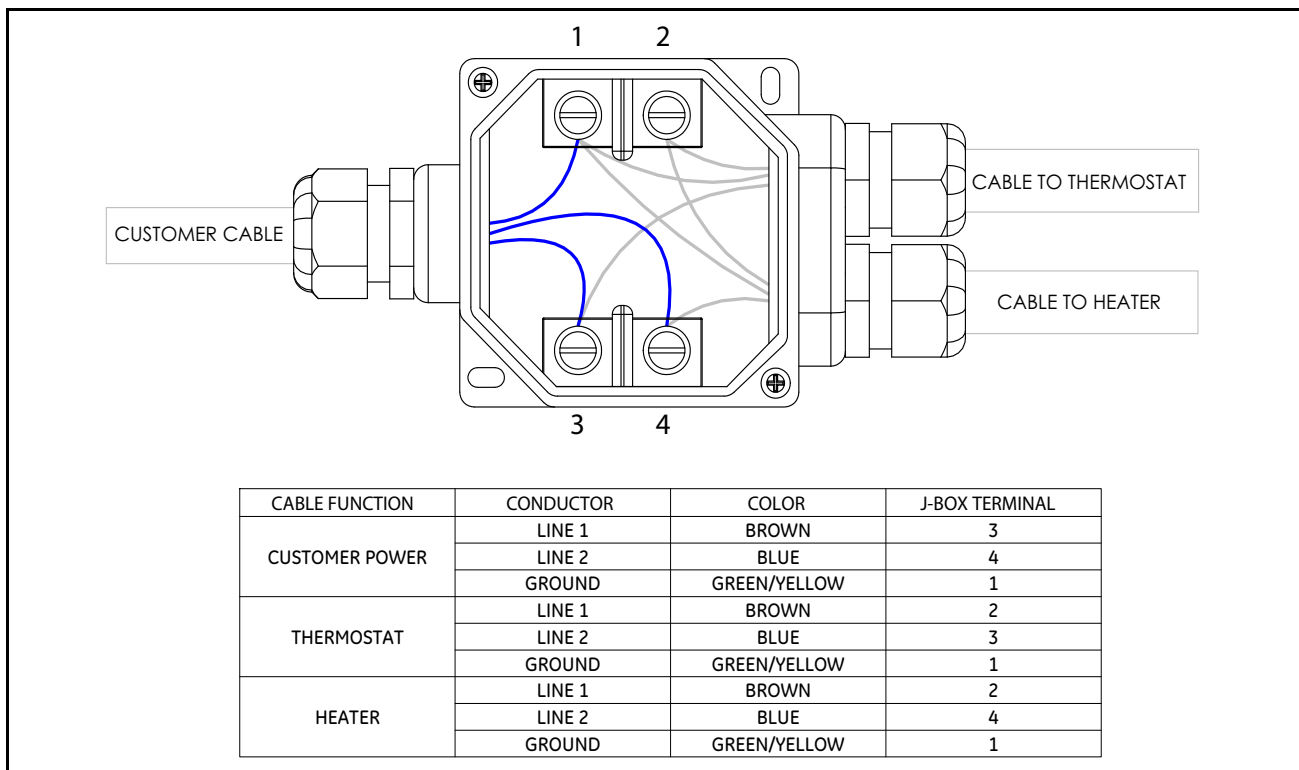 1 2
CUSTOMER CABLE
CABLE TO THERMOSTAT
CABLE TO HEATER
3 4
CABLE FUNCTION CONDUCTOR COLOR J-BOX TERMINAL
CUSTOMER POWER
LINE 1 BROWN 3
LINE 2 BLUE 4
GROUND GREEN/YELLOW 1
THERMOSTAT
LINE 1 BROWN 2
LINE 2 BLUE 3
GROUND GREEN/YELLOW 1
HEATER
LINE 1 BROWN 2
LINE 2 BLUE 4
GROUND GREEN/YELLOW 1